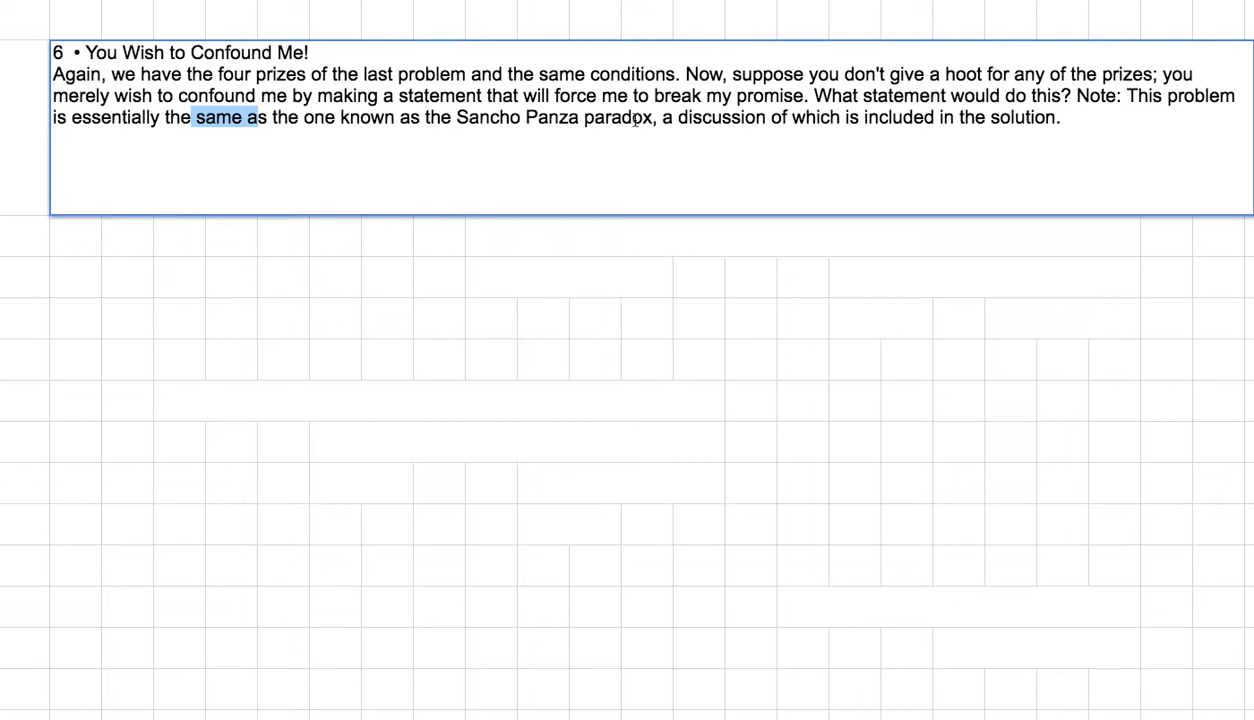 6 • You Wish to Confound Me!
Again, we have the four prizes of the last problem and the same conditions. Now, suppose you don't give a hoot for any of the prizes; you
merely wish to confound me by making a statement that will force me to break my promise. What statement would do this? Note: This problem
is essentially the same as the one known as the Sancho Panza paradox, a discussion of which is included in the solution.